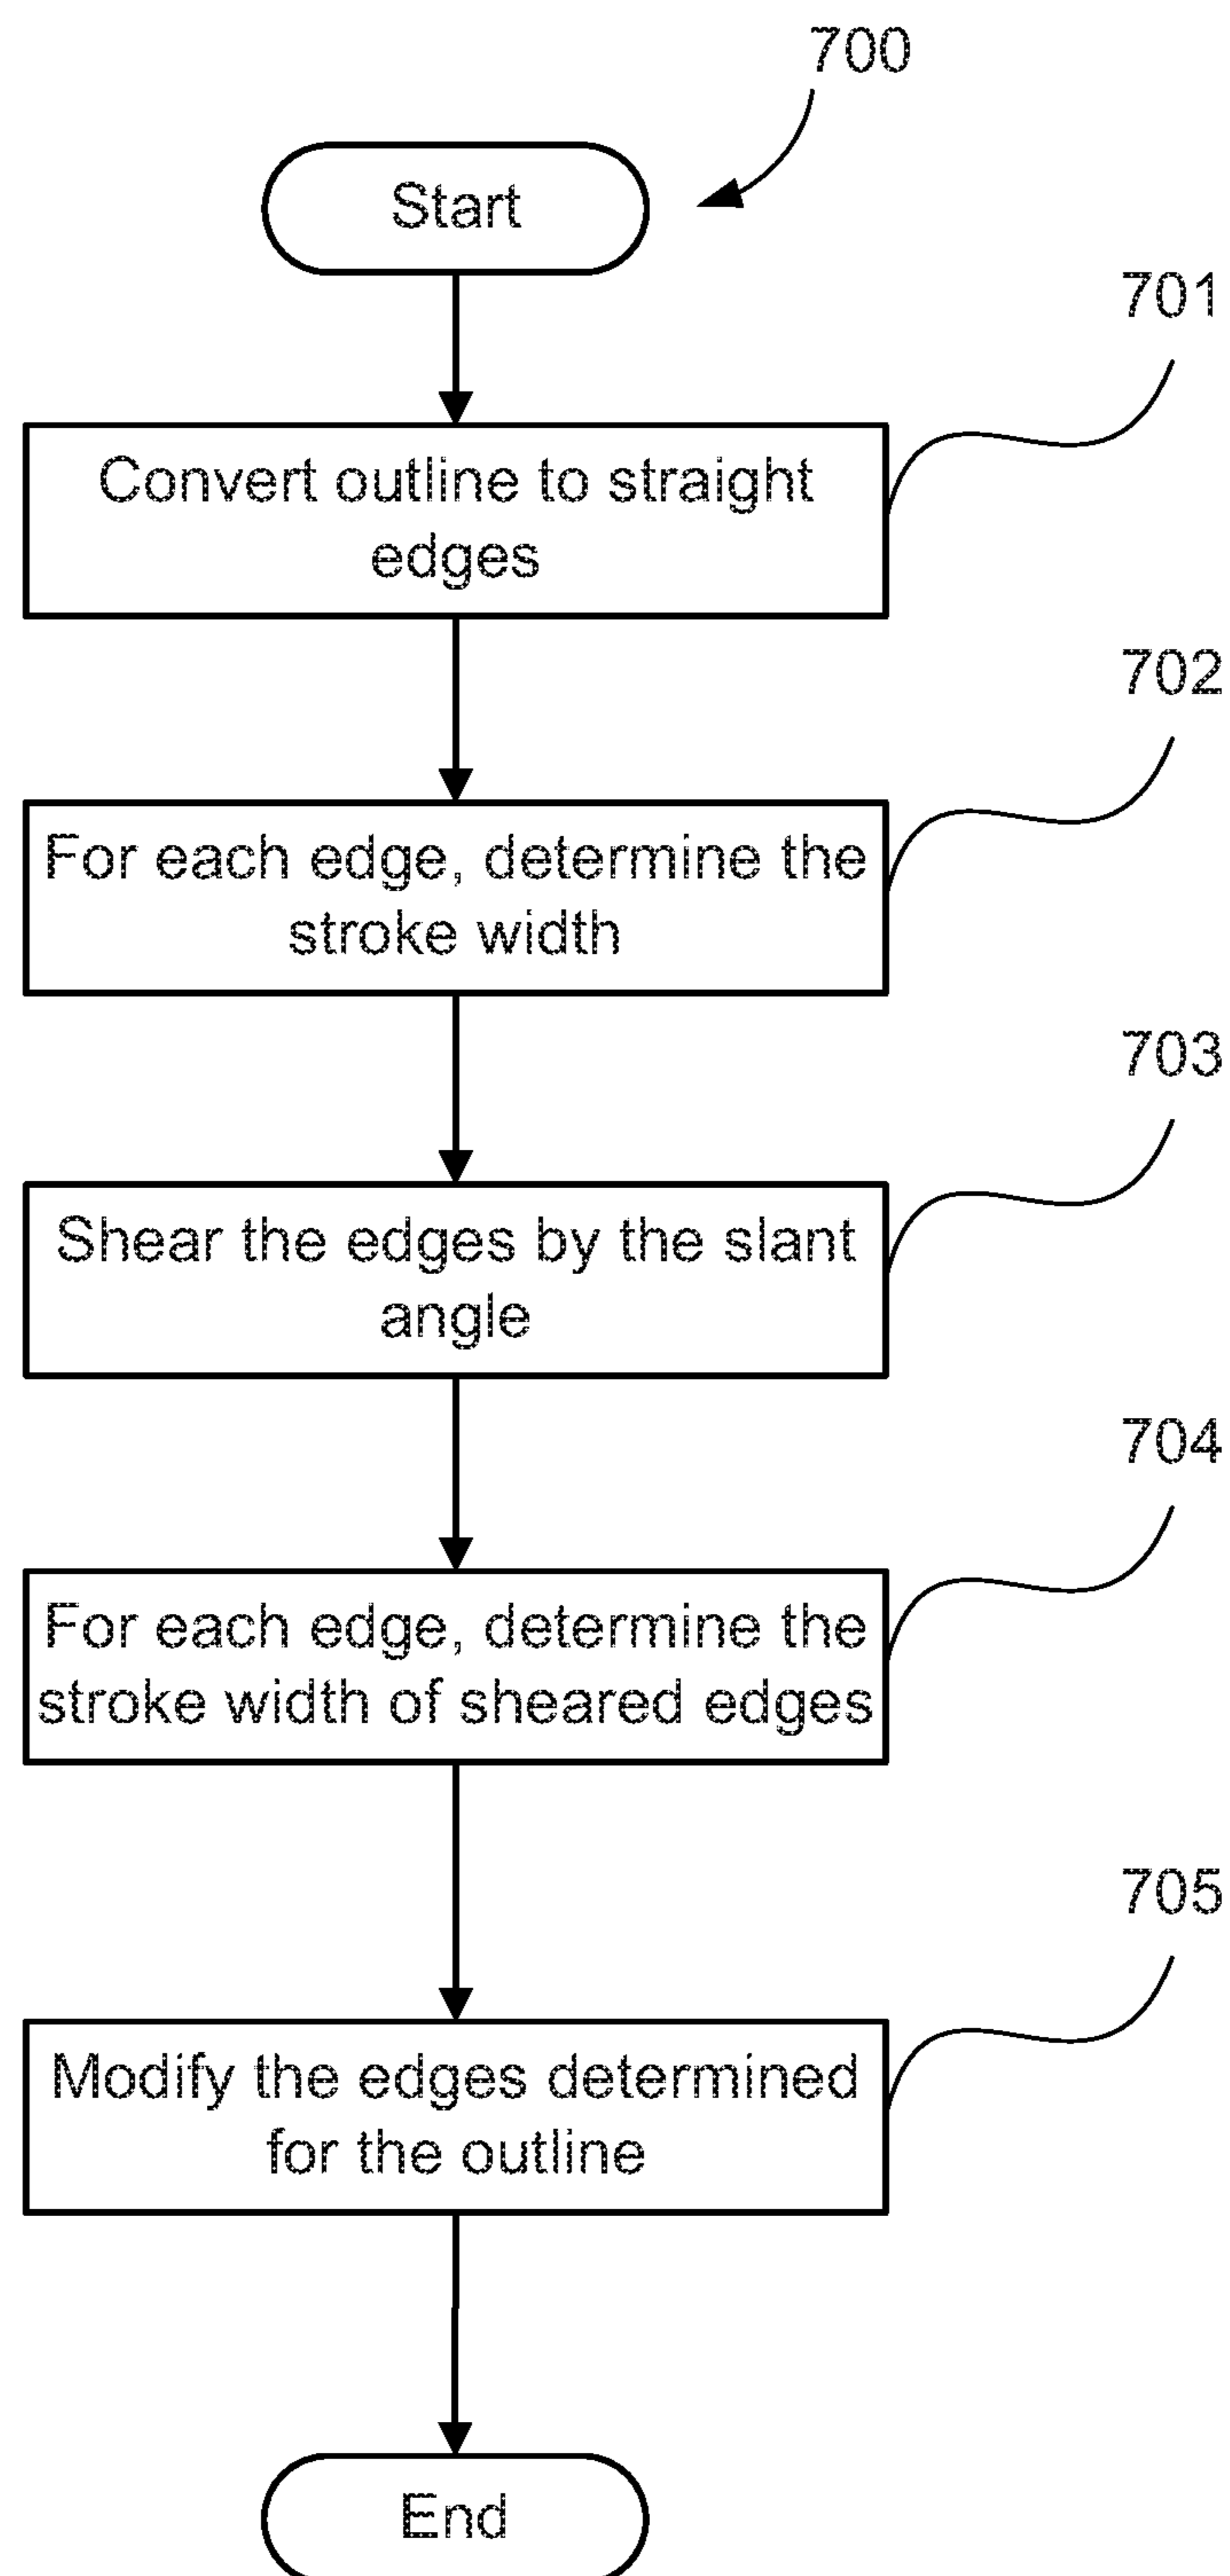 700
Start
701
Convert outline to straight
edges
702
For each edge, determine the
stroke width
703
Shear the edges by the slant
angle
704
For each edge, determine the
stroke width of sheared edges
705
Modify the edges determined
for the outline
End